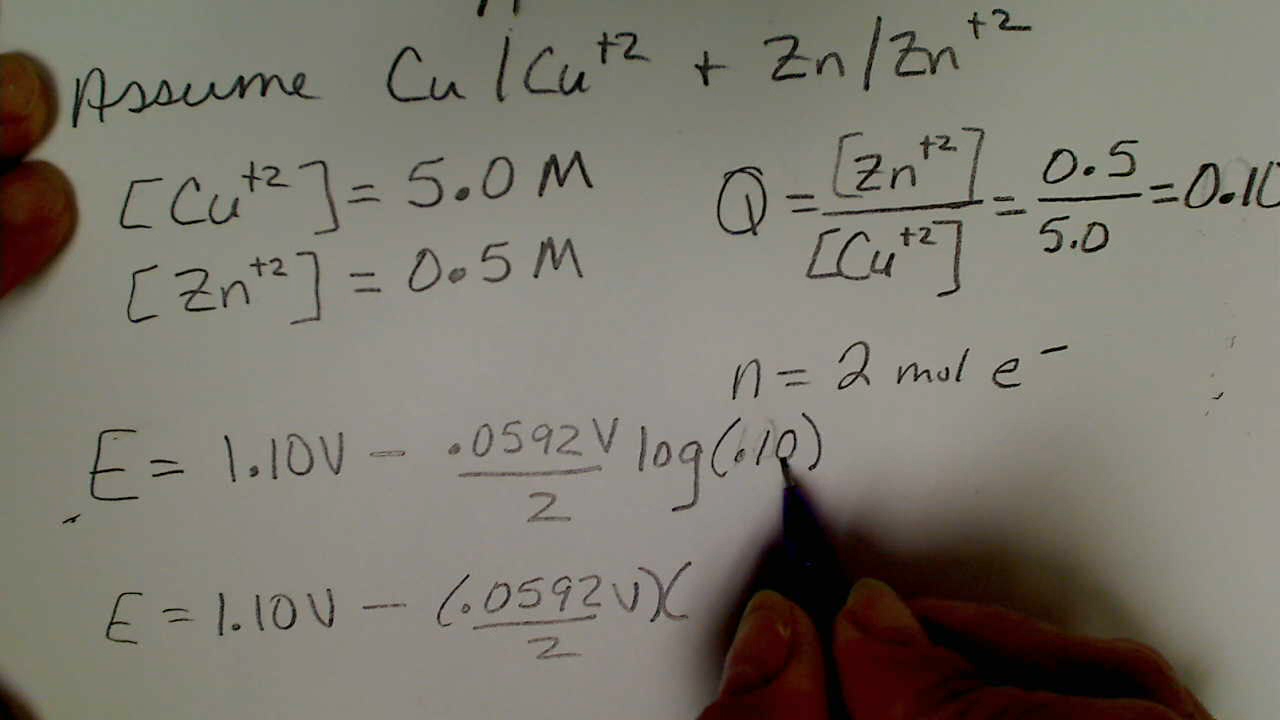 Assume Cu/Cu⁺² + Zn/Zn⁺²
[Cu⁺²] = 5.0 M
[Zn⁺²] = 0.5 M
Q = [Zn⁺²]/[Cu⁺²] = 0.5/5.0 = 0.10
n = 2 mol e⁻
E = 1.10V - .0592V/2 log(.10)
E = 1.10V - (.0592V/2)(